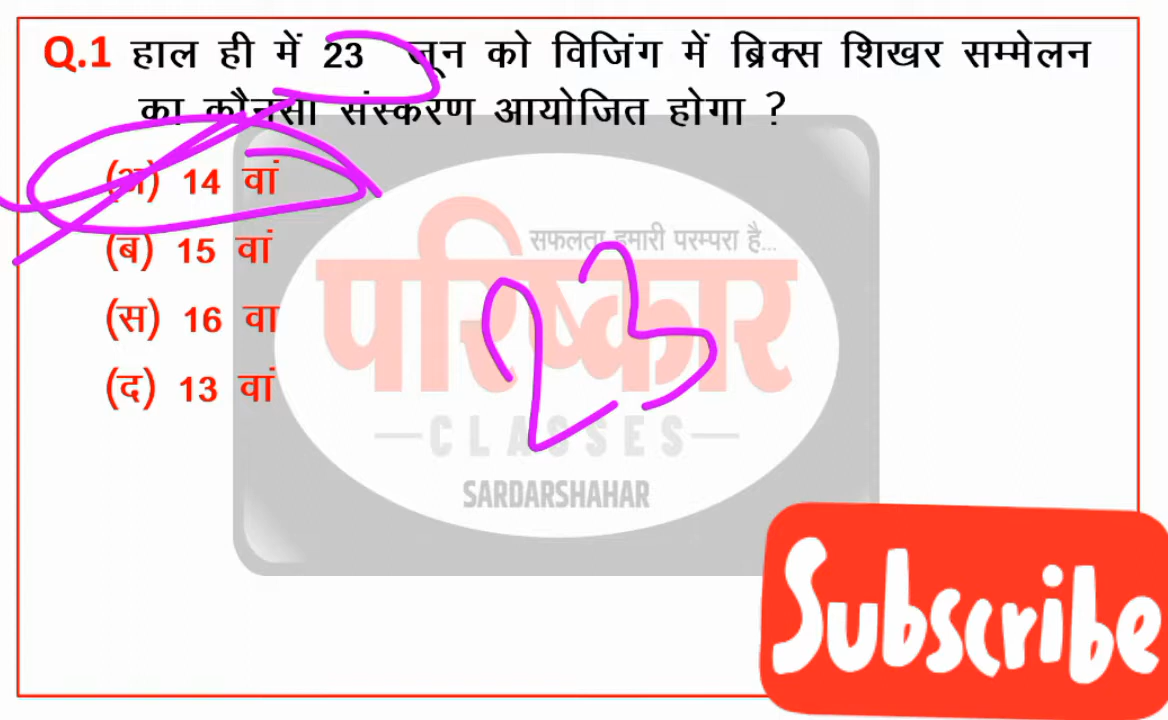 Q.1 हाल ही में 23 जून को विजिंग में ब्रिक्स शिखर सम्मेलन
का कौनसा संस्करण आयोजित होगा ?
(अ) 14 वां
(ब) 15 वां
(स) 16 वा
(द) 13 वां
सफलता हमारी परम्परा है...
परिष्कार
CLASSES
SARDARSHAHAR
23
Subscribe